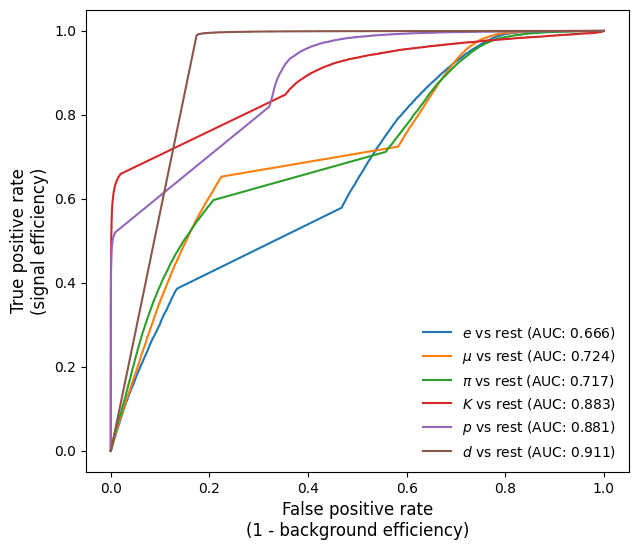 1.0
0.8
0.6
0.4
0.2
0.0
True positive rate
(signal efficiency)
e vs rest (AUC: 0.666)
μ vs rest (AUC: 0.724)
π vs rest (AUC: 0.717)
K vs rest (AUC: 0.883)
p vs rest (AUC: 0.881)
d vs rest (AUC: 0.911)
0.0 0.2 0.4 0.6 0.8 1.0
False positive rate
(1 - background efficiency)